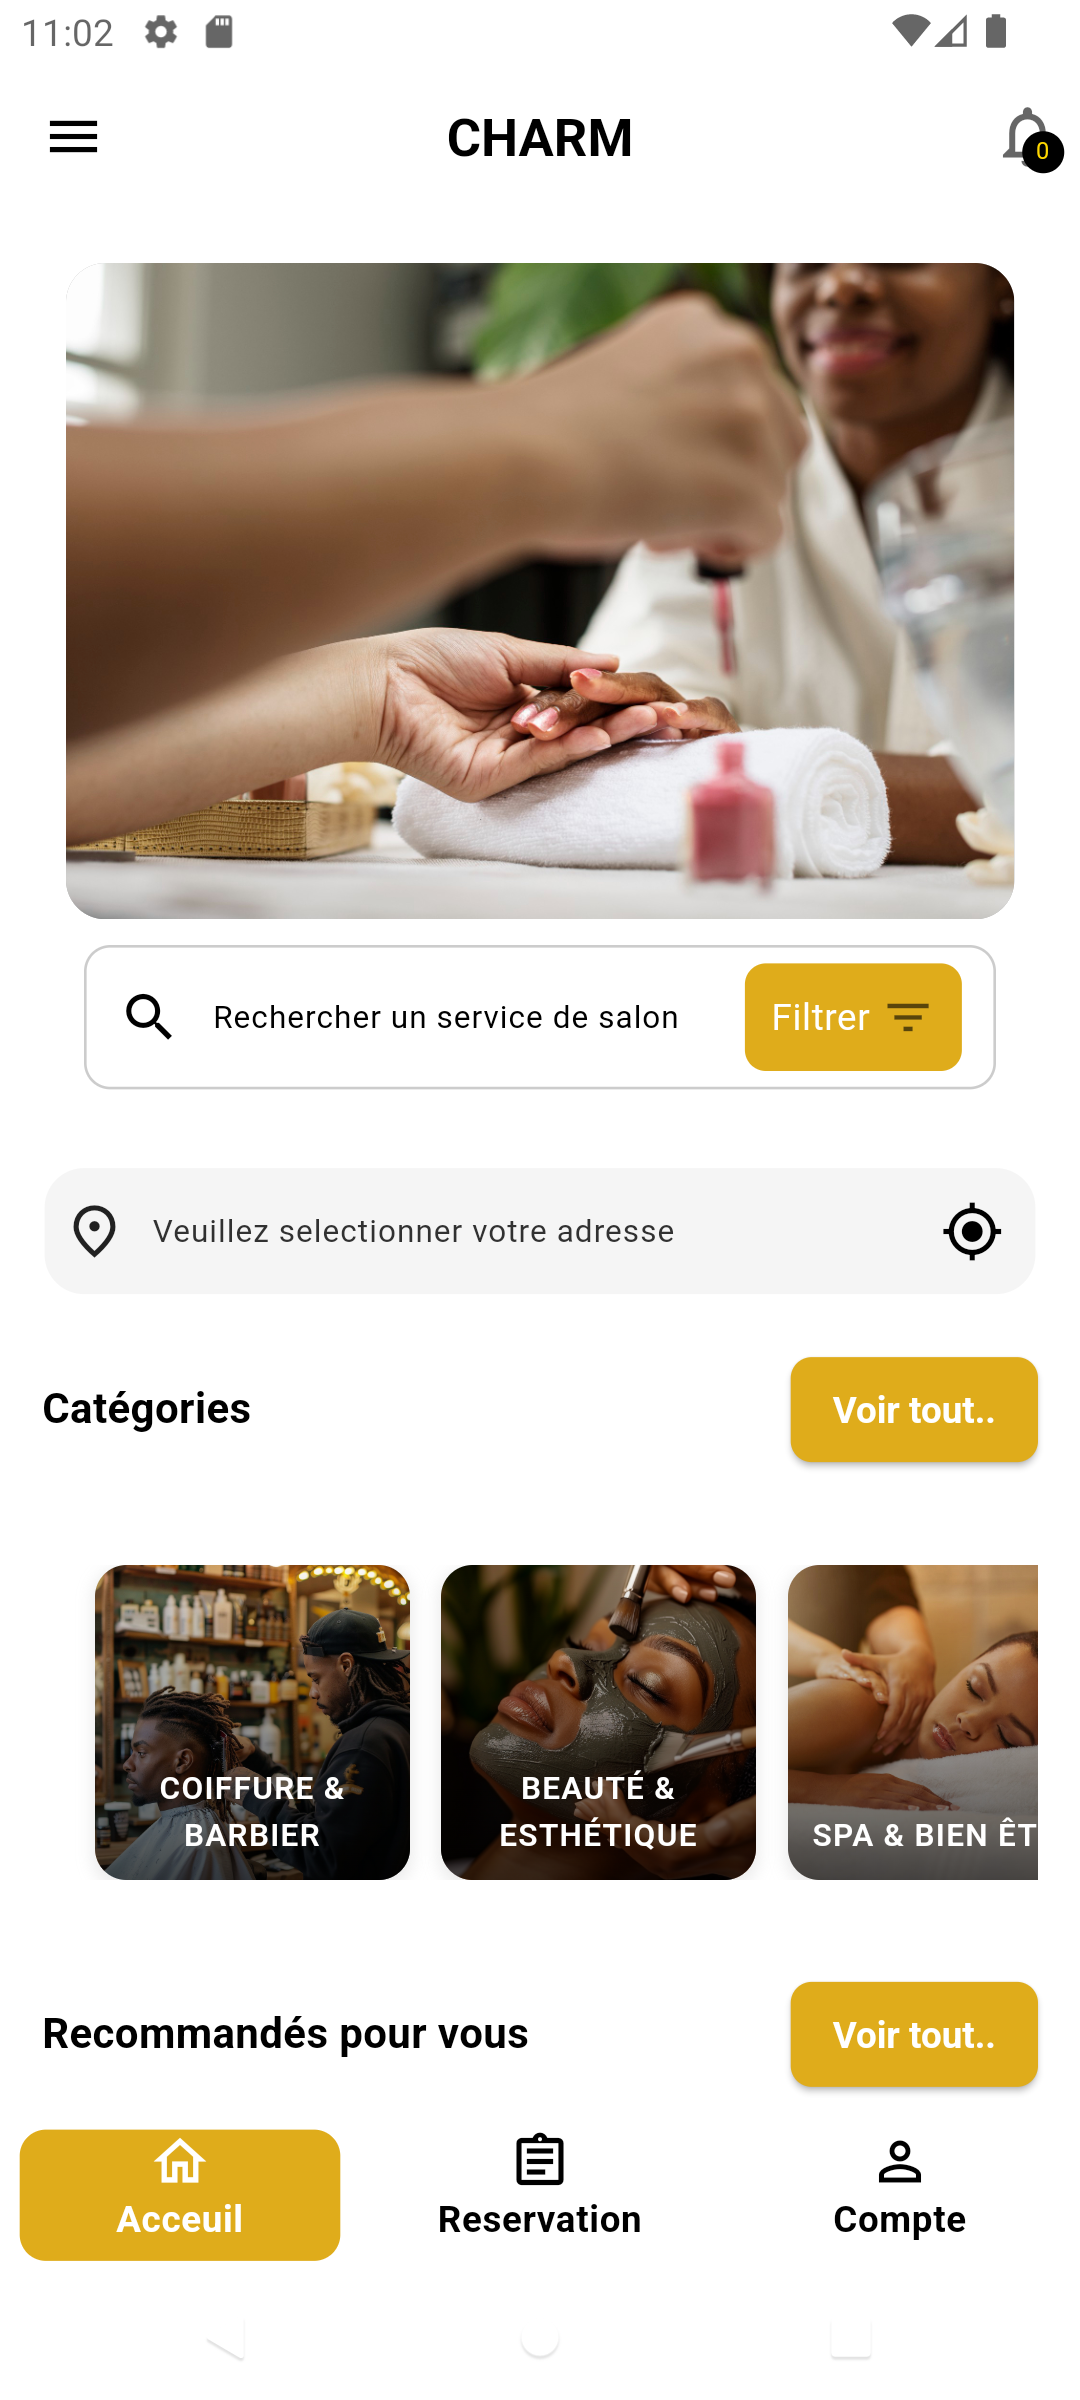 11:02
CHARM
0
Rechercher un service de salon
Filtrer
Veuillez selectionner votre adresse
Catégories
Voir tout..
COIFFURE &
BARBIER
BEAUTÉ &
ESTHÉTIQUE
SPA & BIEN ÊT
Recommandés pour vous
Voir tout..
Acceuil
Reservation
Compte